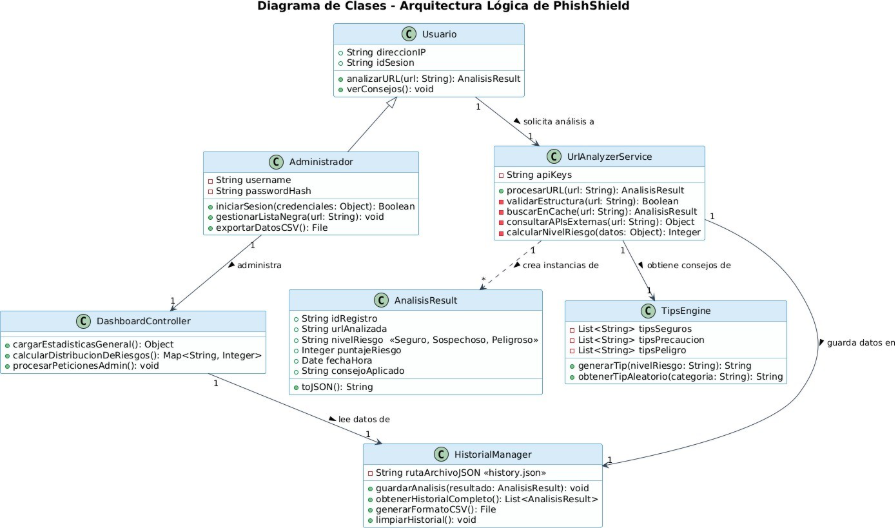 Diagrama de Clases - Arquitectura Lógica de PhishShield
C Usuario
String direccionIP
String idSesion
analizarURL(url: String): AnalisisResult
verConsejos(): void
1
solicita análisis a
1
C Administrador
String username
String passwordHash
iniciarSesion(credenciales: Object): Boolean
gestionarListaNegra(url: String): void
exportarDatosCSV(): File
C UrlAnalyzerService
String apiKeys
procesarURL(url: String): AnalisisResult
validarEstructura(url: String): Boolean
buscarEnCache(url: String): AnalisisResult
consultarAPIsExternas(url: String): Object
calcularNivelRiesgo(datos: Object): Integer
1
administra
1
1
crea instancias de
*
1
obtiene consejos de
1
1
guarda datos en
1
C DashboardController
cargarEstadisticasGeneral(): Object
calcularDistribucionDeRiesgos(): Map<String, Integer>
procesarPeticionesAdmin(): void
C AnalisisResult
String idRegistro
String urlAnalizada
String nivelRiesgo «Seguro, Sospechoso, Peligroso»
Integer puntajeRiesgo
Date fechaHora
String consejoAplicado
toJSON(): String
C TipsEngine
List<String> tipsSeguros
List<String> tipsPrecaucion
List<String> tipsPeligro
generarTip(nivelRiesgo: String): String
obtenerTipAleatorio(categoria: String): String
1
lee datos de
1
C HistorialManager
String rutaArchivoJSON «history.json»
guardarAnalisis(resultado: AnalisisResult): void
obtenerHistorialCompleto(): List<AnalisisResult>
generarFormatoCSV(): File
limpiarHistorial(): void